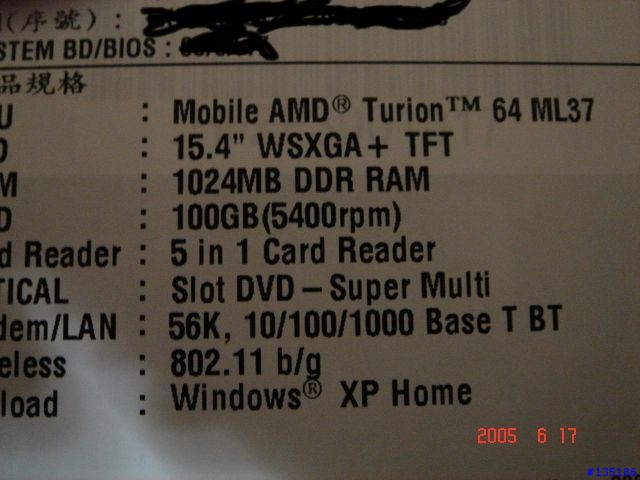 (序號) :
STEM BD/BIOS :
品規格
U : Mobile AMD® Turion™ 64 ML37
D : 15.4" WSXGA+ TFT
M : 1024MB DDR RAM
D : 100GB(5400rpm)
d Reader : 5 in 1 Card Reader
TICAL : Slot DVD – Super Multi
dem/LAN : 56K, 10/100/1000 Base T BT
eless : 802.11 b/g
load : Windows® XP Home
2005 6 17
#135186